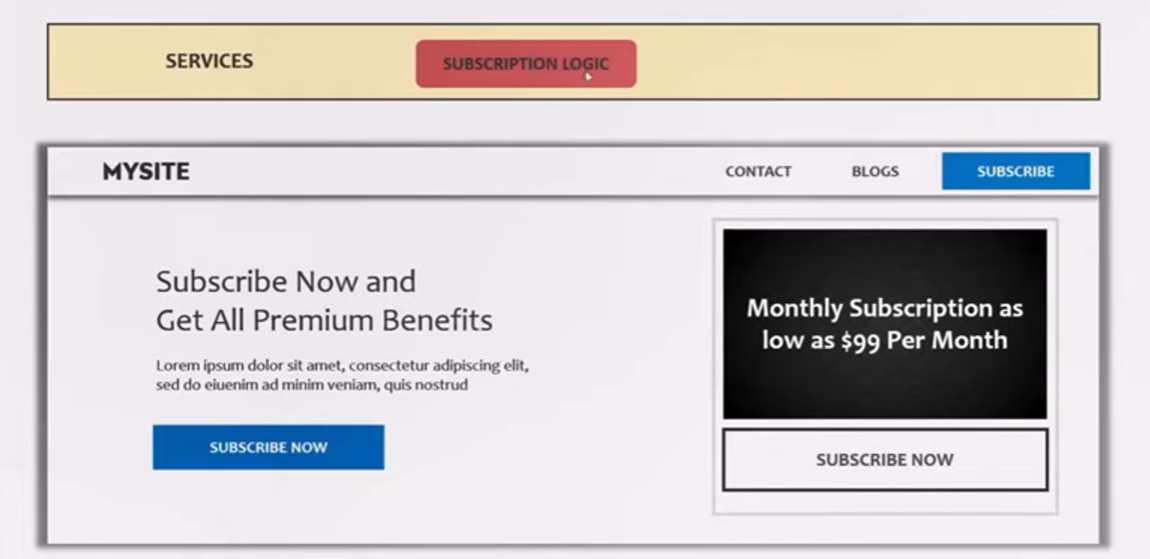 SERVICES
SUBSCRIPTION LOGIC
MYSITE
CONTACT
BLOGS
SUBSCRIBE
Subscribe Now and
Get All Premium Benefits
Lorem ipsum dolor sit amet, consectetur adipiscing elit,
sed do eiuenim ad minim veniam, quis nostrud
SUBSCRIBE NOW
Monthly Subscription as
low as $99 Per Month
SUBSCRIBE NOW